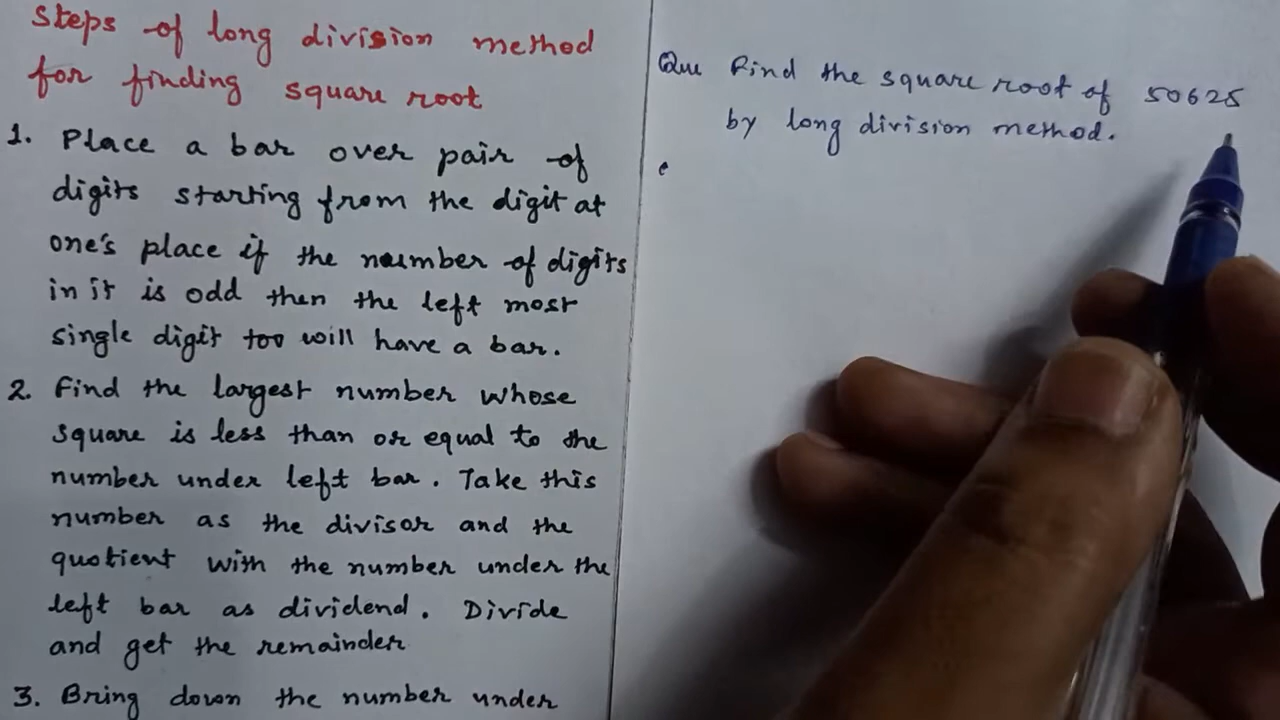 Steps of long division method
for finding square root
1. Place a bar over pair of
digits starting from the digit at
one's place if the number of digits
in it is odd then the left most
single digit too will have a bar.
2. Find the largest number whose
square is less than or equal to the
number under left bar. Take this
number as the divisor and the
quotient with the number under the
left bar as dividend. Divide
and get the remainder
3. Bring down the number under
Que Find the square root of 50625
by long division method.